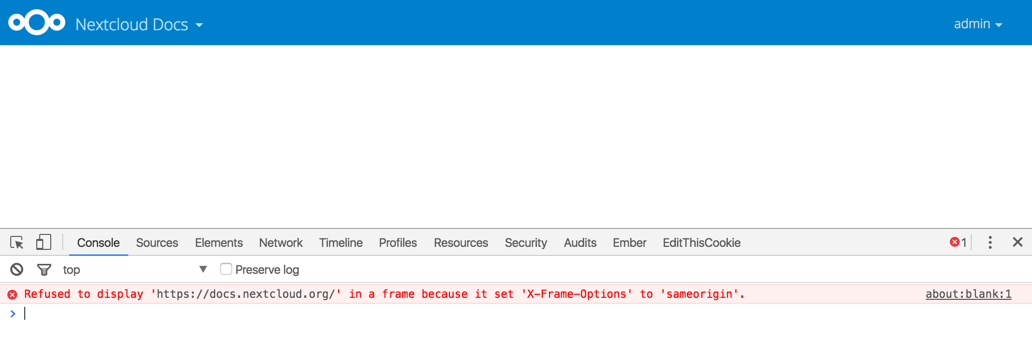 Nextcloud Docs
admin
Console Sources Elements Network Timeline Profiles Resources Security Audits Ember EditThisCookie 1
top Preserve log
Refused to display 'https://docs.nextcloud.org/' in a frame because it set 'X-Frame-Options' to 'sameorigin'. about:blank:1